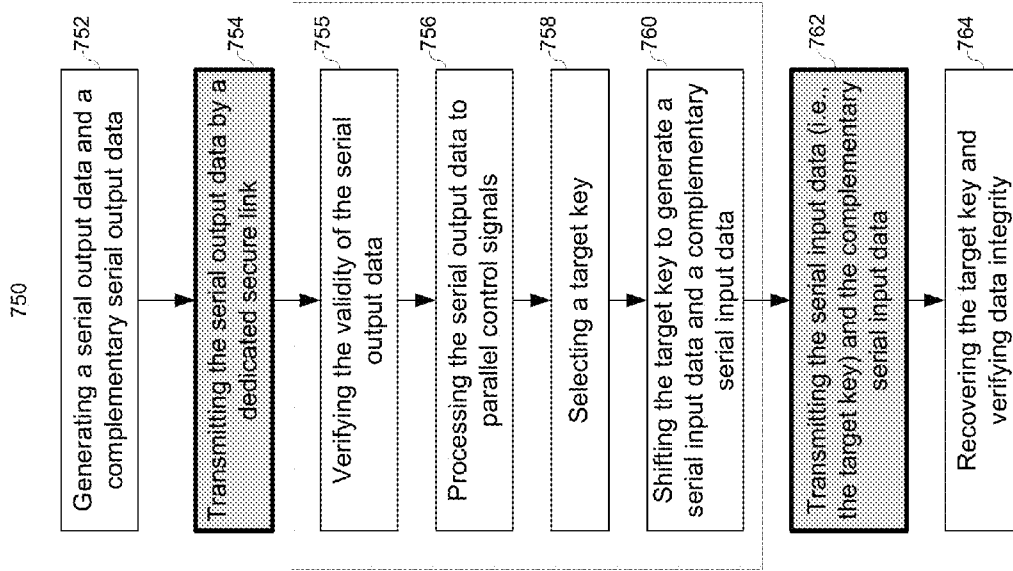 750
752
Generating a serial output data and a
complementary serial output data
754
Transmitting the serial output data by a
dedicated secure link
755
Verifying the validity of the serial
output data
756
Processing the serial output data to
parallel control signals
758
Selecting a target key
760
Shifting the target key to generate a
serial input data and a complementary
serial input data
762
Transmitting the serial input data (i.e.,
the target key) and the complementary
serial input data
764
Recovering the target key and
verifying data integrity